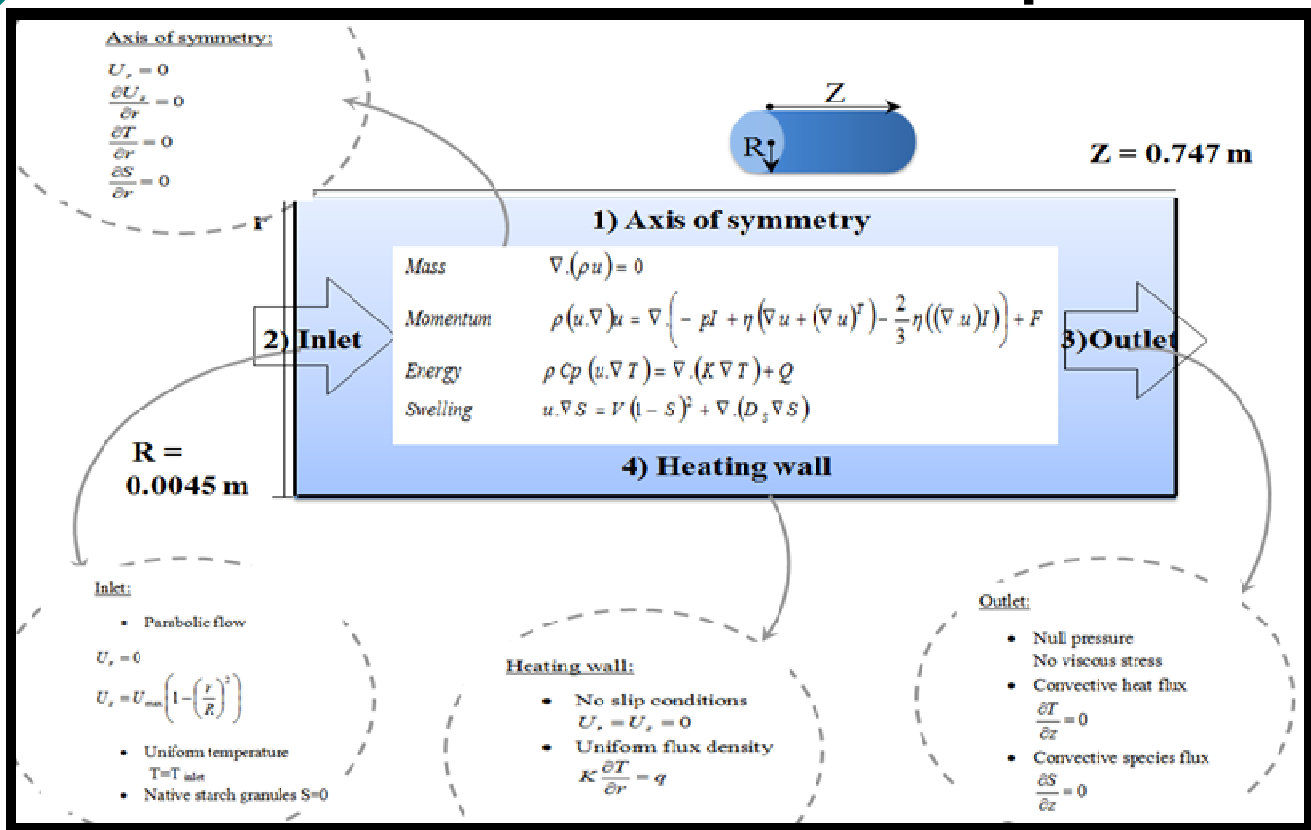 Axis of symmetry:
U_r = 0
∂U_z/∂r = 0
∂T/∂r = 0
∂S/∂r = 0
Z
R
Z = 0.747 m
r
1) Axis of symmetry
Mass ∇.(ρu) = 0
Momentum ρ(u.∇)u = ∇.(− pI + η(∇u + (∇u)^T) − 2/3 η((∇.u)I)) + F
Energy ρ Cp (u.∇T) = ∇.(K∇T) + Q
Swelling u.∇S = V(1 − S)² + ∇.(D_s∇S)
2) Inlet
3)Outlet
4) Heating wall
R =
0.0045 m
Inlet:
• Parabolic flow
U_r = 0
U_z = U_max(1−(r/R)²)
• Uniform temperature
T=T inlet
• Native starch granules S=0
Heating wall:
• No slip conditions
U_r = U_z = 0
• Uniform flux density
K ∂T/∂r = q
Outlet:
• Null pressure
No viscous stress
• Convective heat flux
∂T/∂z = 0
• Convective species flux
∂S/∂z = 0